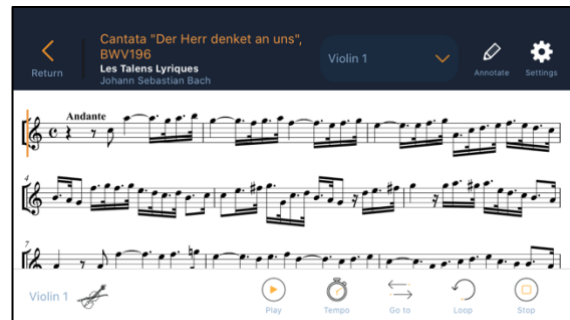 Return
Cantata "Der Herr denket an uns",
BWV196
Les Talens Lyriques
Johann Sebastian Bach
Violin 1
Annotate
Settings
Andante
4
7
Violin 1
Play
Tempo
Go to
Loop
Stop